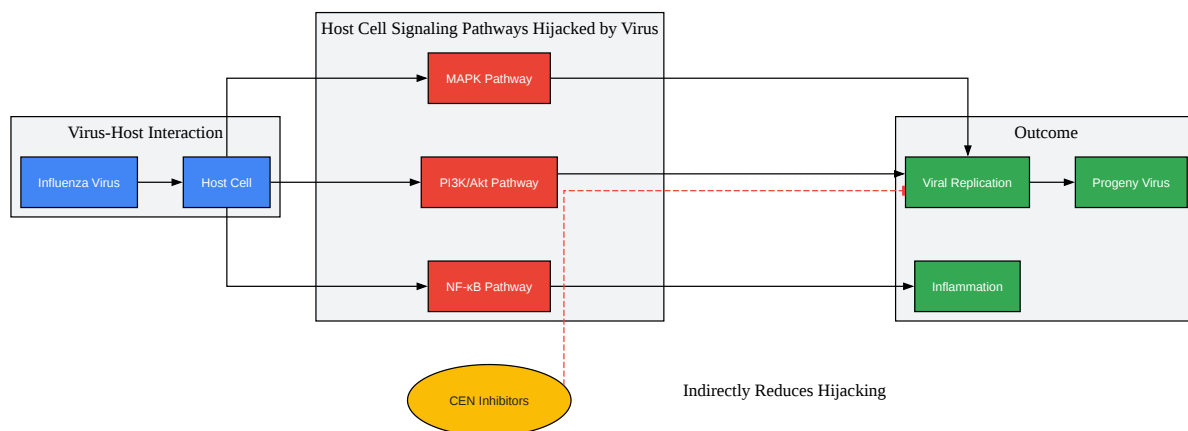 Host Cell Signaling Pathways Hijacked by Virus
MAPK Pathway
Virus-Host Interaction
Outcome
Influenza Virus
Host Cell
PI3K/Akt Pathway
Viral Replication
Progeny Virus
NF-κB Pathway
Inflammation
CEN Inhibitors
Indirectly Reduces Hijacking